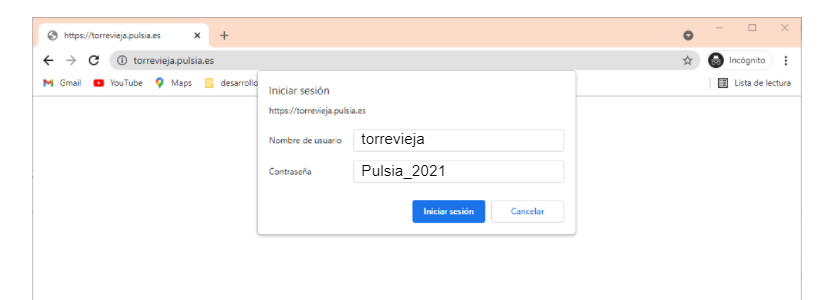 https://torrevieja.pulsia.es
torrevieja.pulsia.es Incógnito
Gmail YouTube Maps desarrollo Lista de lectura
Iniciar sesión
https://torrevieja.pulsia.es
Nombre de usuario torrevieja
Contraseña Pulsia_2021
Iniciar sesión Cancelar